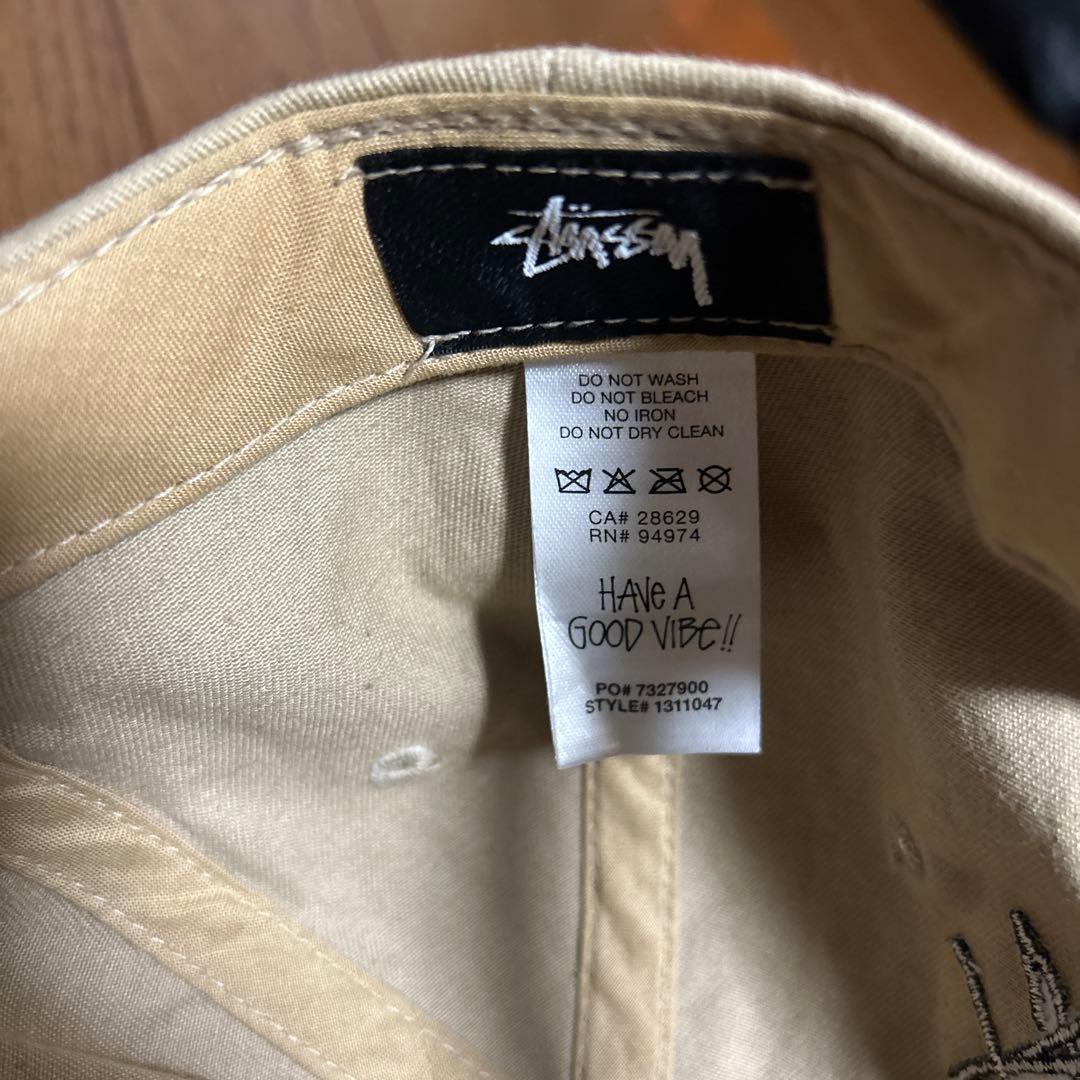 Stüssy
DO NOT WASH
DO NOT BLEACH
NO IRON
DO NOT DRY CLEAN
CA# 28629
RN# 94974
HAVE A
GOOD VIBE!!
PO# 7327900
STYLE# 1311047